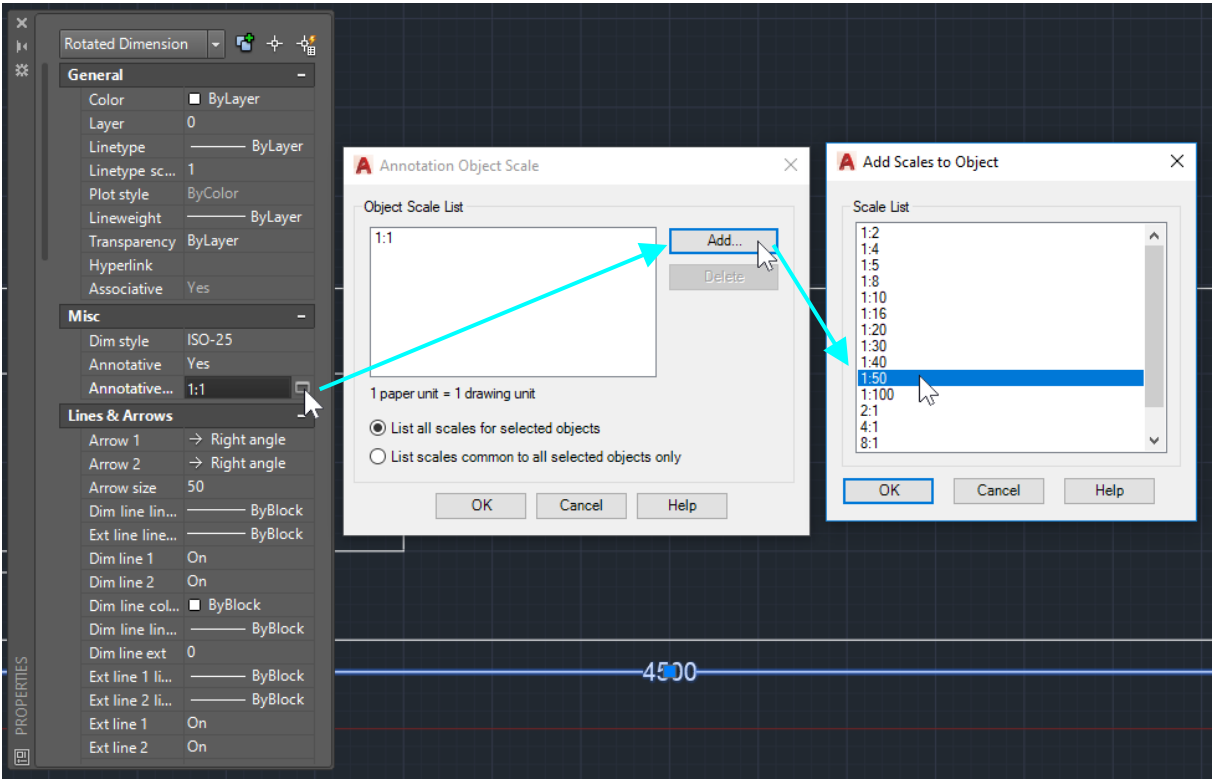 Rotated Dimension
General
Color ByLayer
Layer 0
Linetype ByLayer
Linetype sc... 1
Plot style ByColor
Lineweight ByLayer
Transparency ByLayer
Hyperlink
Associative Yes
Misc
Dim style ISO-25
Annotative Yes
Annotative... 1:1
Lines & Arrows
Arrow 1 Right angle
Arrow 2 Right angle
Arrow size 50
Dim line lin... ByBlock
Ext line line... ByBlock
Dim line 1 On
Dim line 2 On
Dim line col... ByBlock
Dim line lin... ByBlock
Dim line ext 0
Ext line 1 li... ByBlock
Ext line 2 li... ByBlock
Ext line 1 On
Ext line 2 On
PROPERTIES
A Annotation Object Scale
Object Scale List
1:1
Add...
Delete
1 paper unit = 1 drawing unit
List all scales for selected objects
List scales common to all selected objects only
OK Cancel Help
A Add Scales to Object
Scale List
1:2
1:4
1:5
1:8
1:10
1:16
1:20
1:30
1:40
1:50
1:100
2:1
4:1
8:1
OK Cancel Help
4500